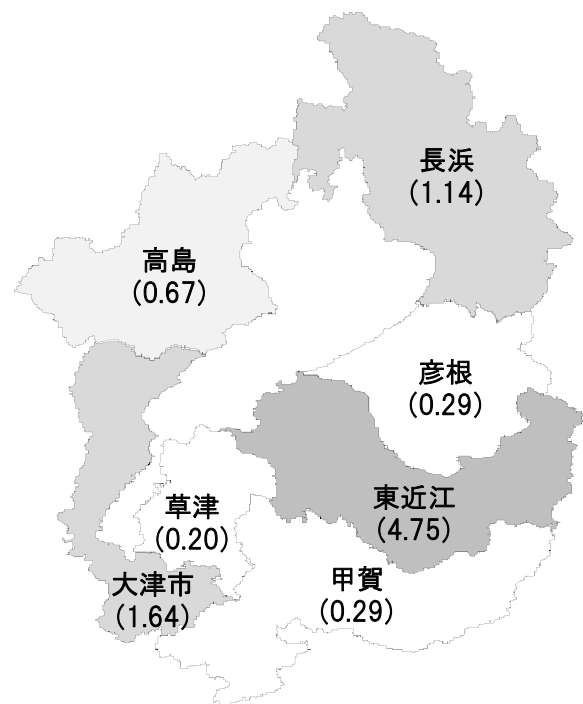 長浜
(1.14)
高島
(0.67)
彦根
(0.29)
東近江
(4.75)
草津
(0.20)
大津市
(1.64)
甲賀
(0.29)